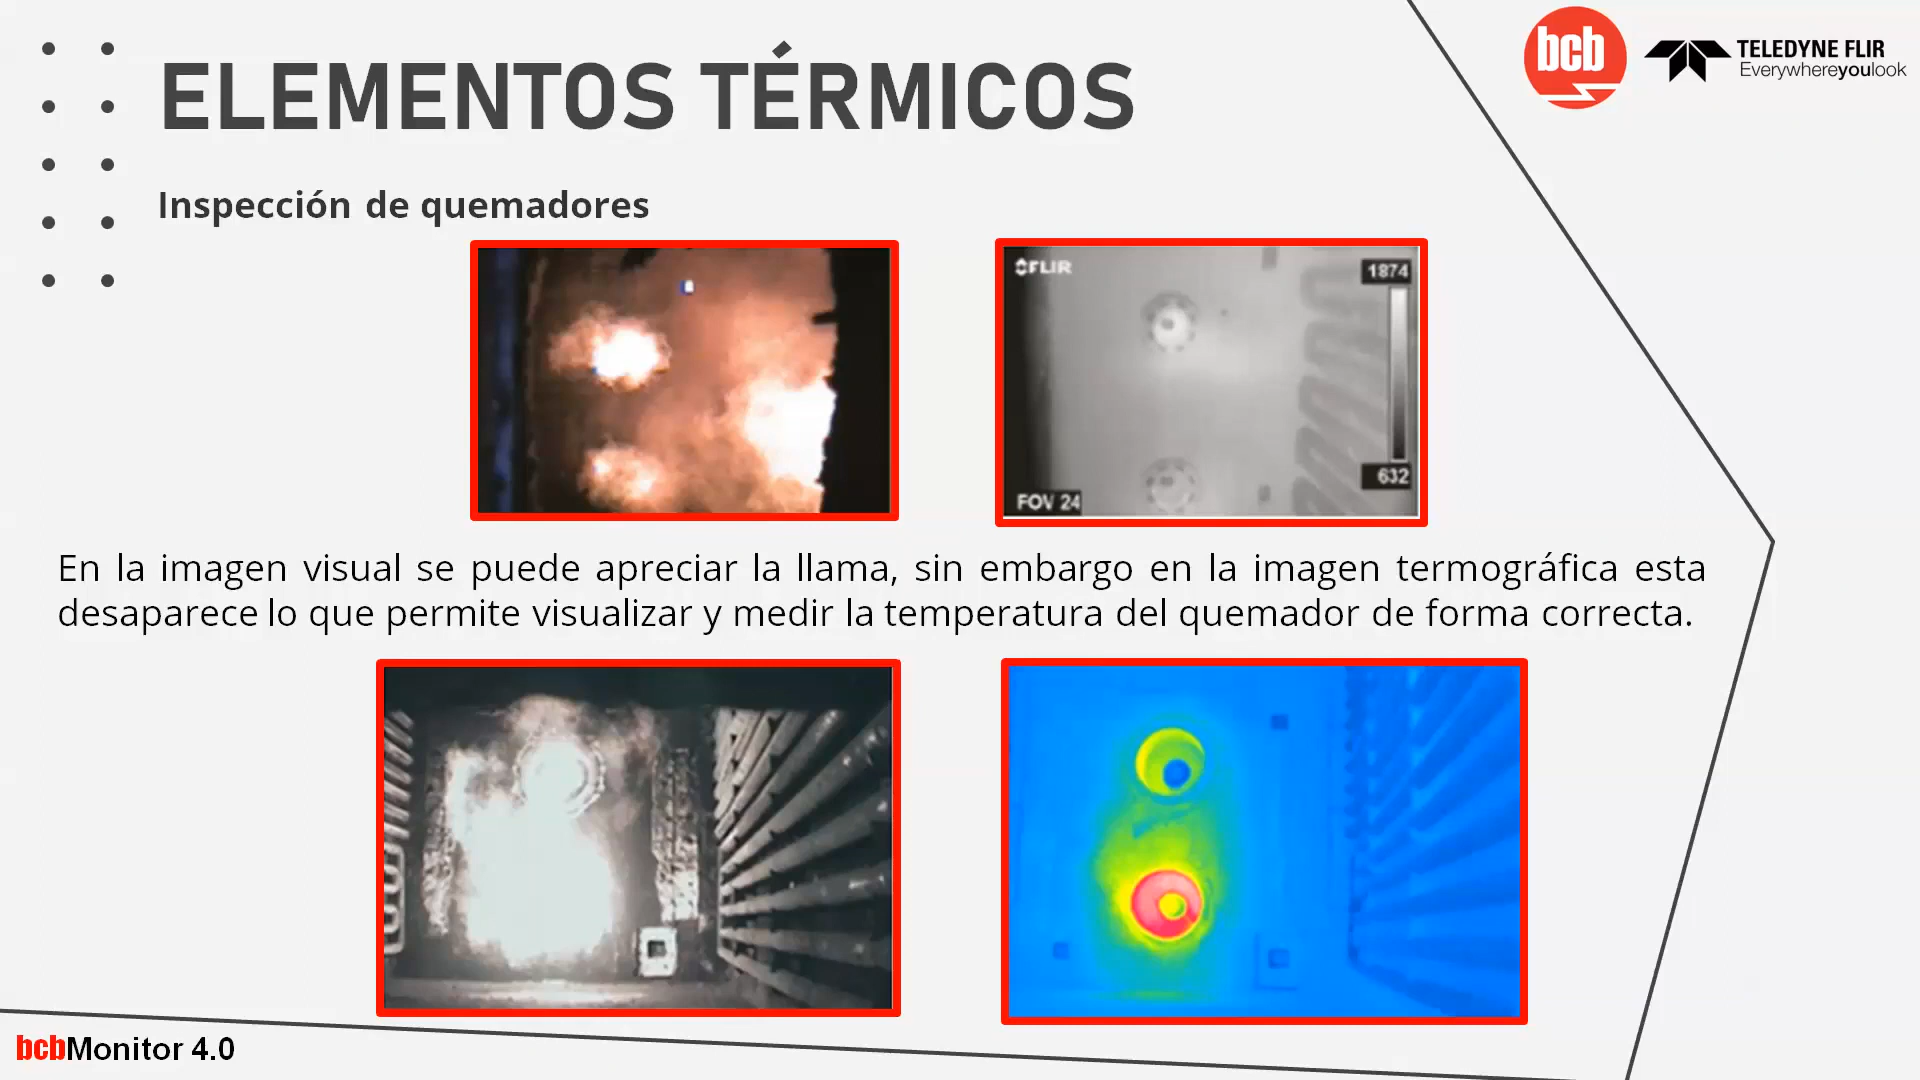 bcb
TELEDYNE FLIR
Everywhereyoulook
ELEMENTOS TÉRMICOS
Inspección de quemadores
FLIR
1874
632
FOV 24
En la imagen visual se puede apreciar la llama, sin embargo en la imagen termográfica esta
desaparece lo que permite visualizar y medir la temperatura del quemador de forma correcta.
bcbMonitor 4.0